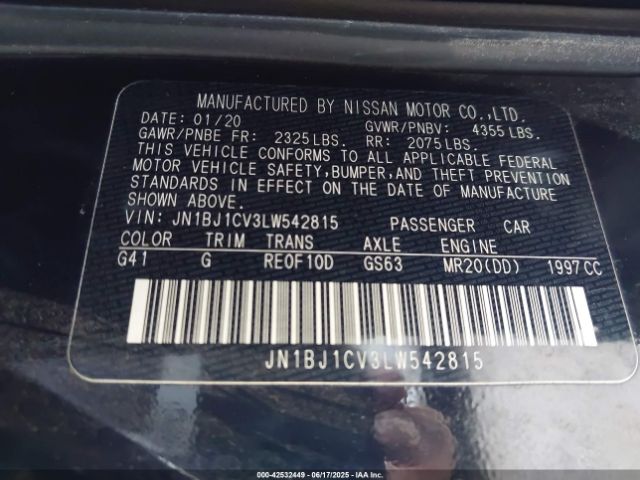 MANUFACTURED BY NISSAN MOTOR CO.,LTD.
DATE: 01/20 GVWR/PNBV: 4355 LBS.
GAWR/PNBE FR: 2325 LBS. RR: 2075 LBS.
THIS VEHICLE CONFORMS TO ALL APPLICABLE FEDERAL
MOTOR VEHICLE SAFETY, BUMPER, AND THEFT PREVENTION
STANDARDS IN EFFECT ON THE DATE OF MANUFACTURE
SHOWN ABOVE.
VIN: JN1BJ1CV3LW542815 PASSENGER CAR
COLOR TRIM TRANS AXLE ENGINE
G41 G RE0F10D GS63 MR20(DD) 1997CC
JN1BJ1CV3LW542815
000-42532449 - 06/17/2025 - IAA Inc.